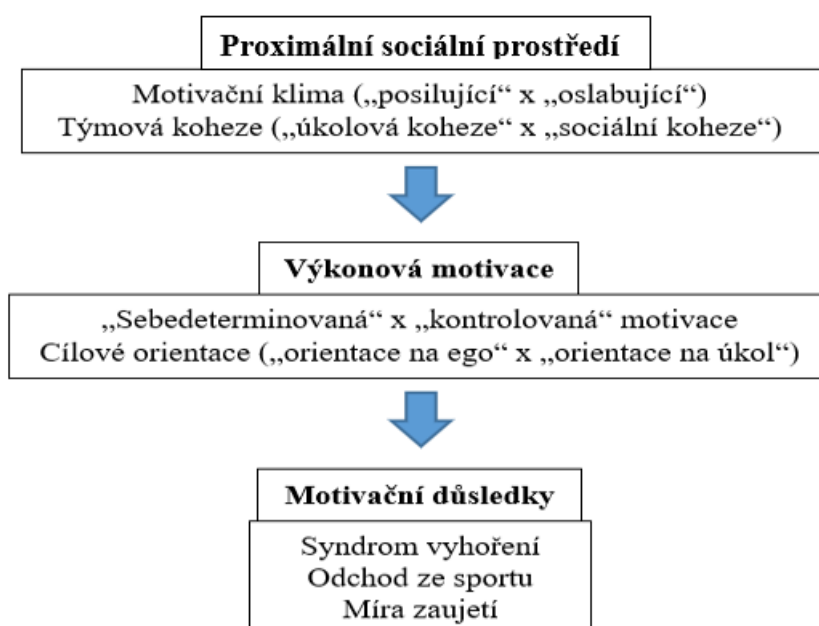 Proximální sociální prostředí
Motivační klima („posilující“ x „oslabující“)
Týmová koheze („úkolová koheze“ x „sociální koheze“)
Výkonová motivace
„Sebedeterminovaná“ x „kontrolovaná“ motivace
Cílové orientace („orientace na ego“ x „orientace na úkol“)
Motivační důsledky
Syndrom vyhoření
Odchod ze sportu
Míra zaujetí